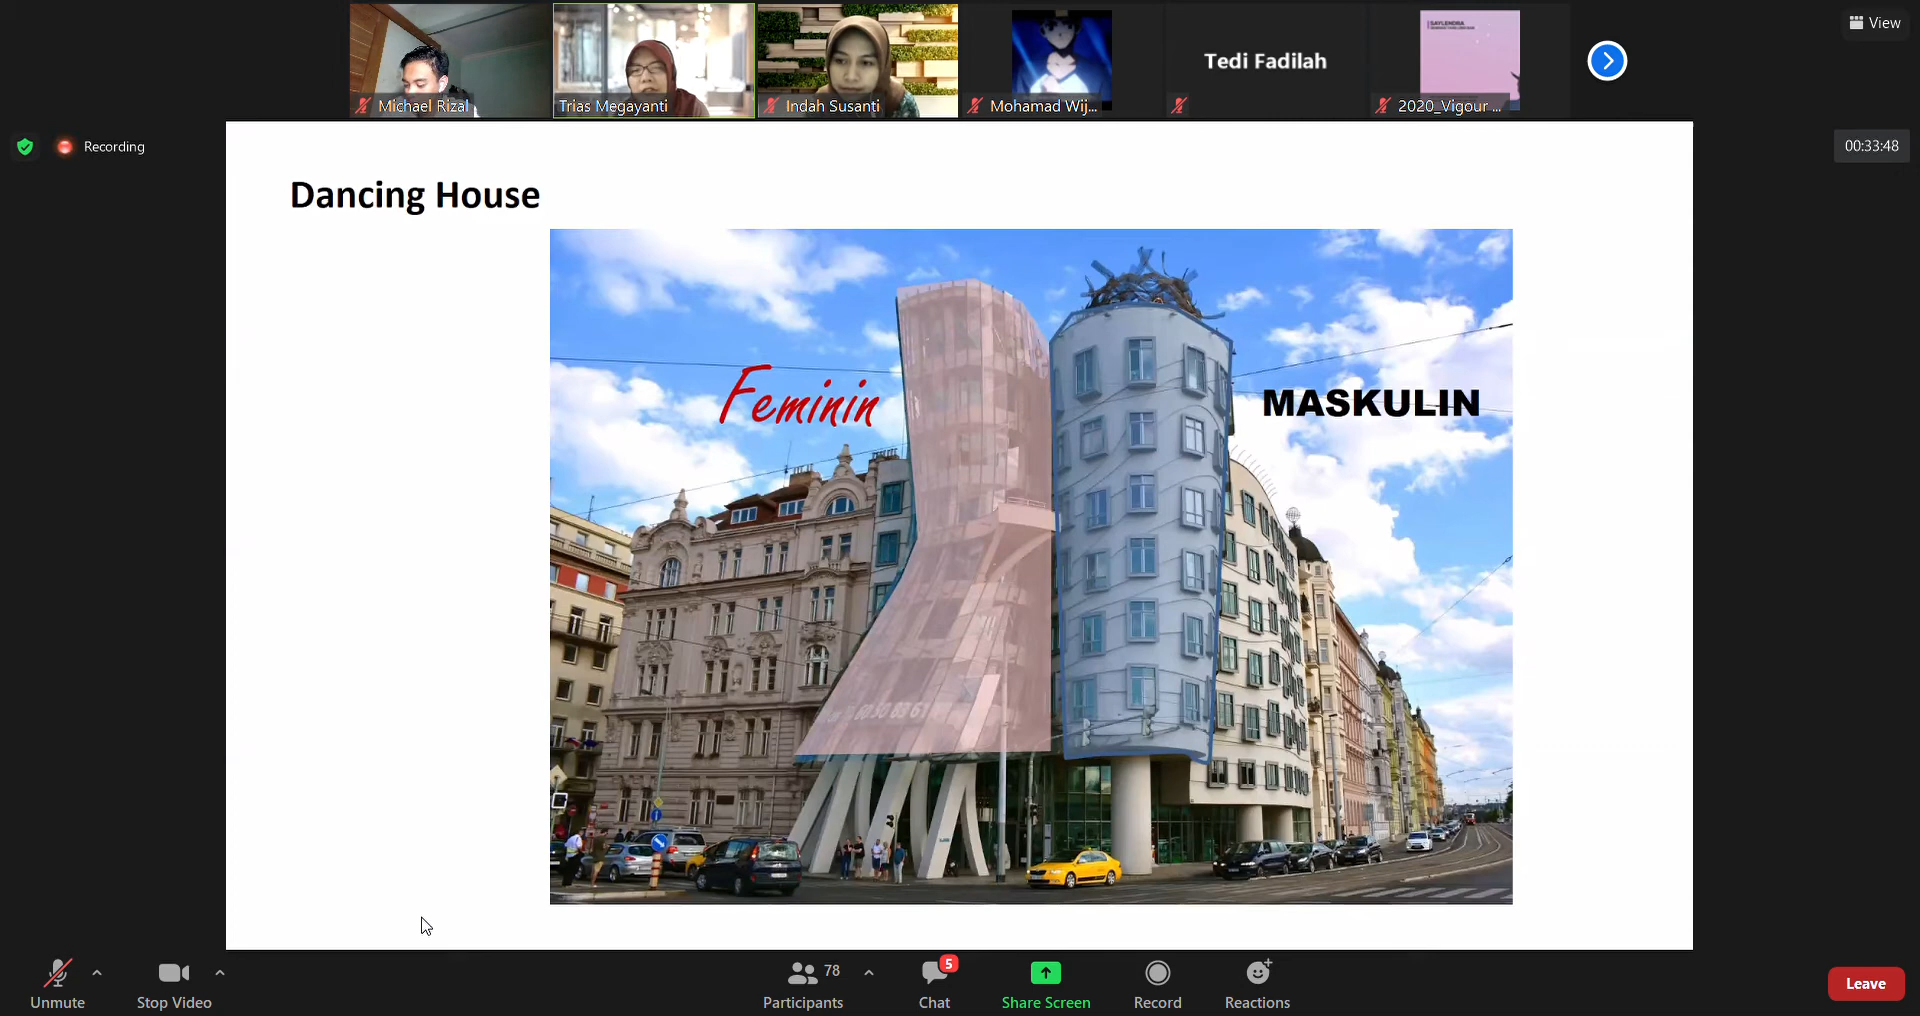 Michael Rizal
Trias Megayanti
Indah Susanti
Mohamad Wij...
Tedi Fadilah
SAYLENDRA
2020_Vigour ...
View
Recording
00:33:48
Dancing House
Feminin
MASKULIN
Unmute
Stop Video
78
Participants
5
Chat
Share Screen
Record
Reactions
Leave